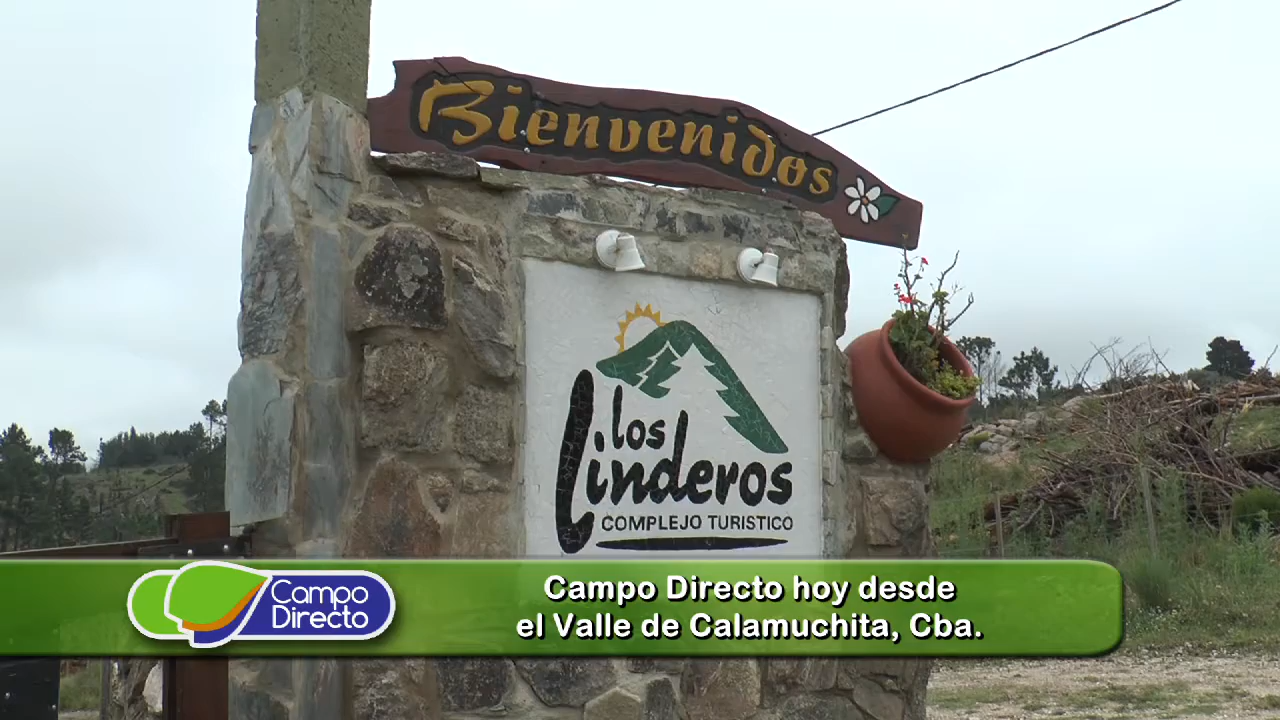 Bienvenidos
los
Linderos
COMPLEJO TURISTICO
Campo
Directo
Campo Directo hoy desde
el Valle de Calamuchita, Cba.